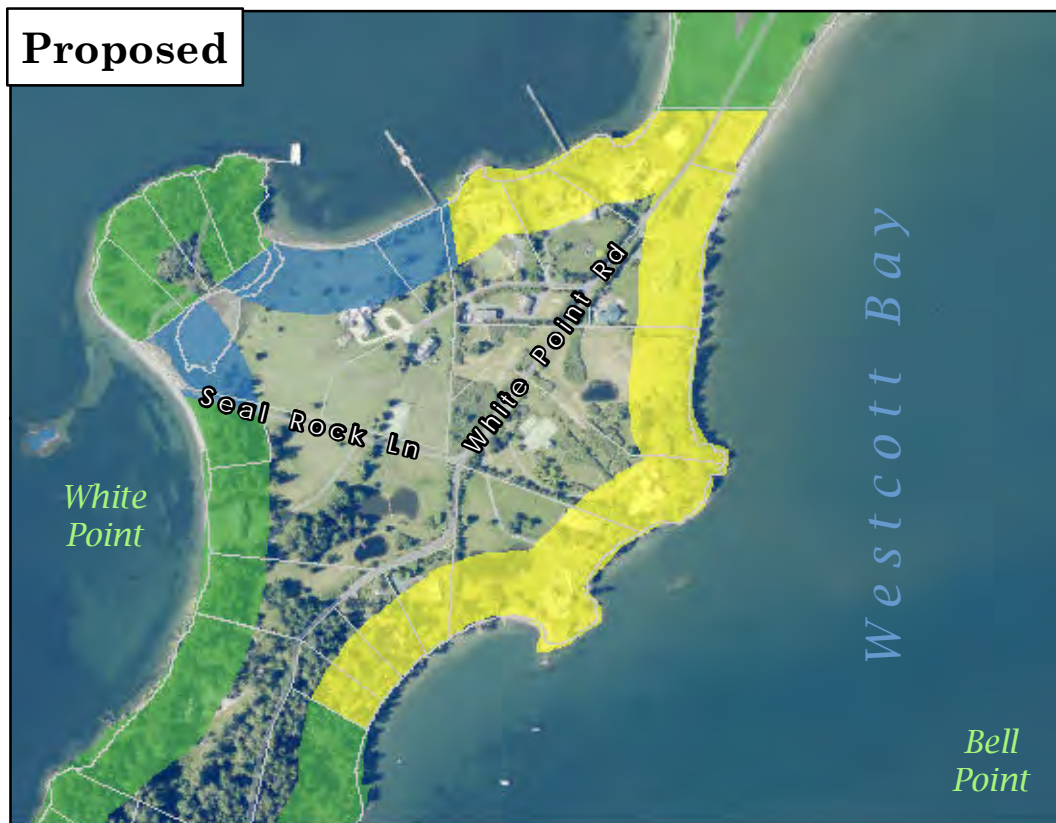 Proposed
White Point Rd
Seal Rock Ln
White
Point
Westcott Bay
Bell
Point